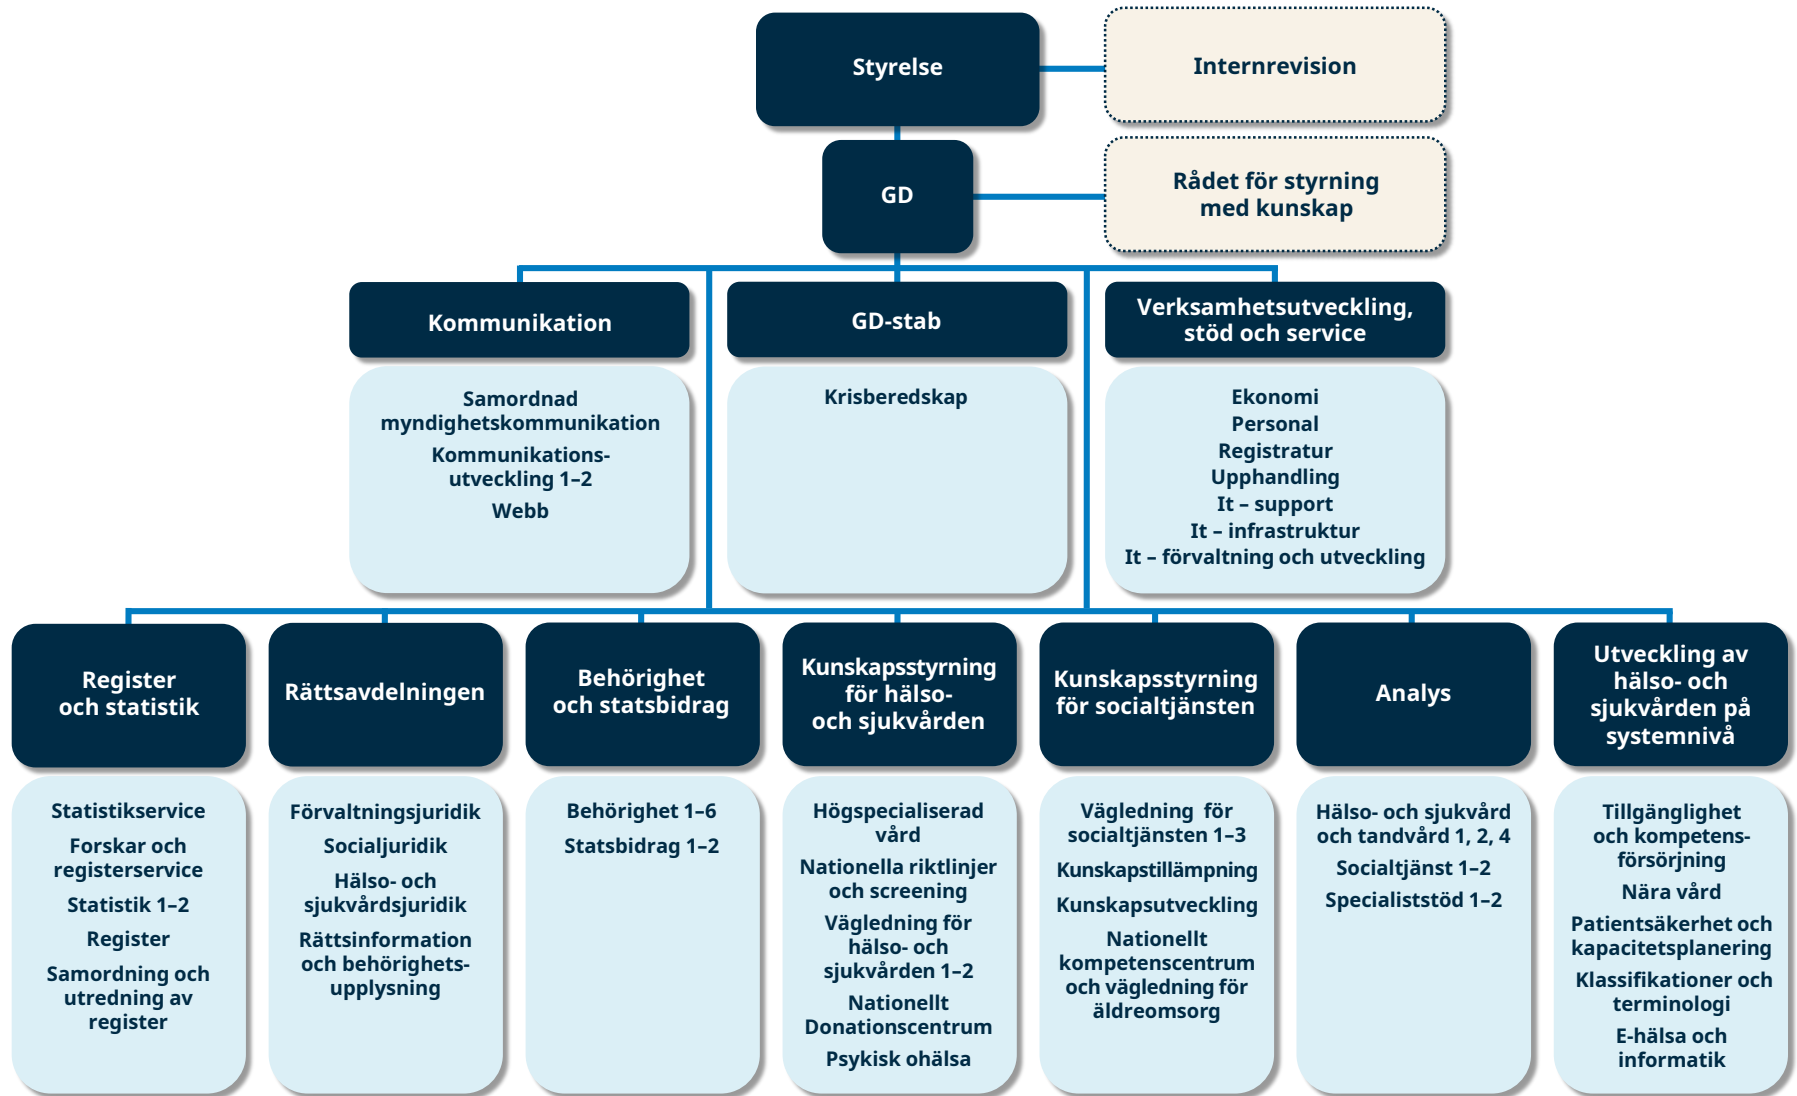 Styrelse
Internrevision
GD
Rådet för styrning
med kunskap
Kommunikation
Samordnad
myndighetskommunikation
Kommunikations-
utveckling 1–2
Webb
GD-stab
Krisberedskap
Verksamhetsutveckling,
stöd och service
Ekonomi
Personal
Registratur
Upphandling
It – support
It – infrastruktur
It – förvaltning och utveckling
Register
och statistik
Statistikservice
Forskar och
registerservice
Statistik 1–2
Register
Samordning och
utredning av
register
Rättsavdelningen
Förvaltningsjuridik
Socialjuridik
Hälso- och
sjukvårdsjuridik
Rättsinformation
och behörighets-
upplysning
Behörighet
och statsbidrag
Behörighet 1–6
Statsbidrag 1–2
Kunskapsstyrning
för hälso-
och sjukvården
Högspecialiserad
vård
Nationella riktlinjer
och screening
Vägledning för
hälso- och
sjukvården 1–2
Nationellt
Donationscentrum
Psykisk ohälsa
Kunskapsstyrning
för socialtjänsten
Vägledning  för
socialtjänsten 1–3
Kunskapstillämpning
Kunskapsutveckling
Nationellt
kompetenscentrum
och vägledning för
äldreomsorg
Analys
Hälso- och sjukvård
och tandvård 1, 2, 4
Socialtjänst 1–2
Specialiststöd 1–2
Utveckling av
hälso- och
sjukvården på
systemnivå
Tillgänglighet
och kompetens-
försörjning
Nära vård
Patientsäkerhet och
kapacitetsplanering
Klassifikationer och
terminologi
E-hälsa och
informatik